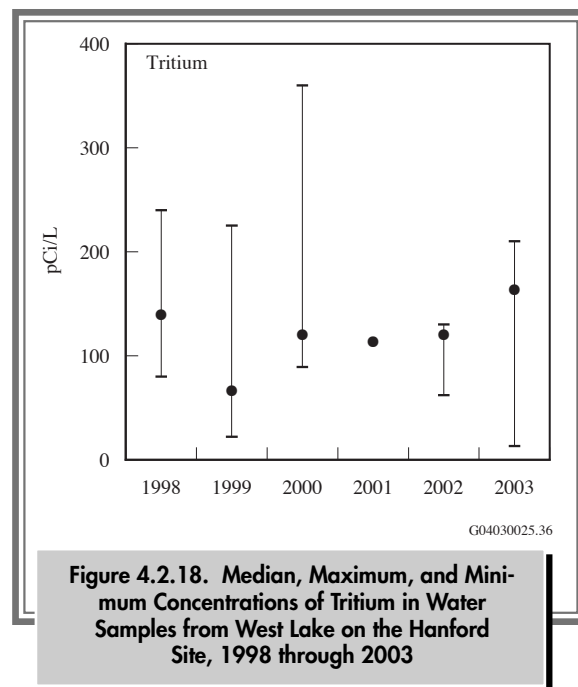 400
Tritium
300
pCi/L
200
100
0
1998 1999 2000 2001 2002 2003
G04030025.36
Figure 4.2.18. Median, Maximum, and Mini-
mum Concentrations of Tritium in Water
Samples from West Lake on the Hanford
Site, 1998 through 2003